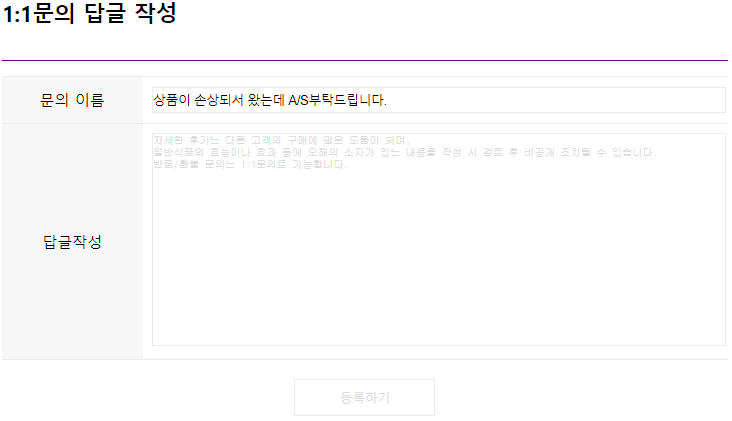 1:1문의 답글 작성
문의 이름
상품이 손상되서 왔는데 A/S부탁드립니다.
답글작성
자세한 후기는 다른 고객의 구매에 많은 도움이 되며,
일반식품의 효능이나 효과 등에 오해의 소지가 있는 내용을 작성 시 검토 후 비공개 조치될 수 있습니다.
반품/환불 문의는 1:1문의로 가능합니다.
등록하기